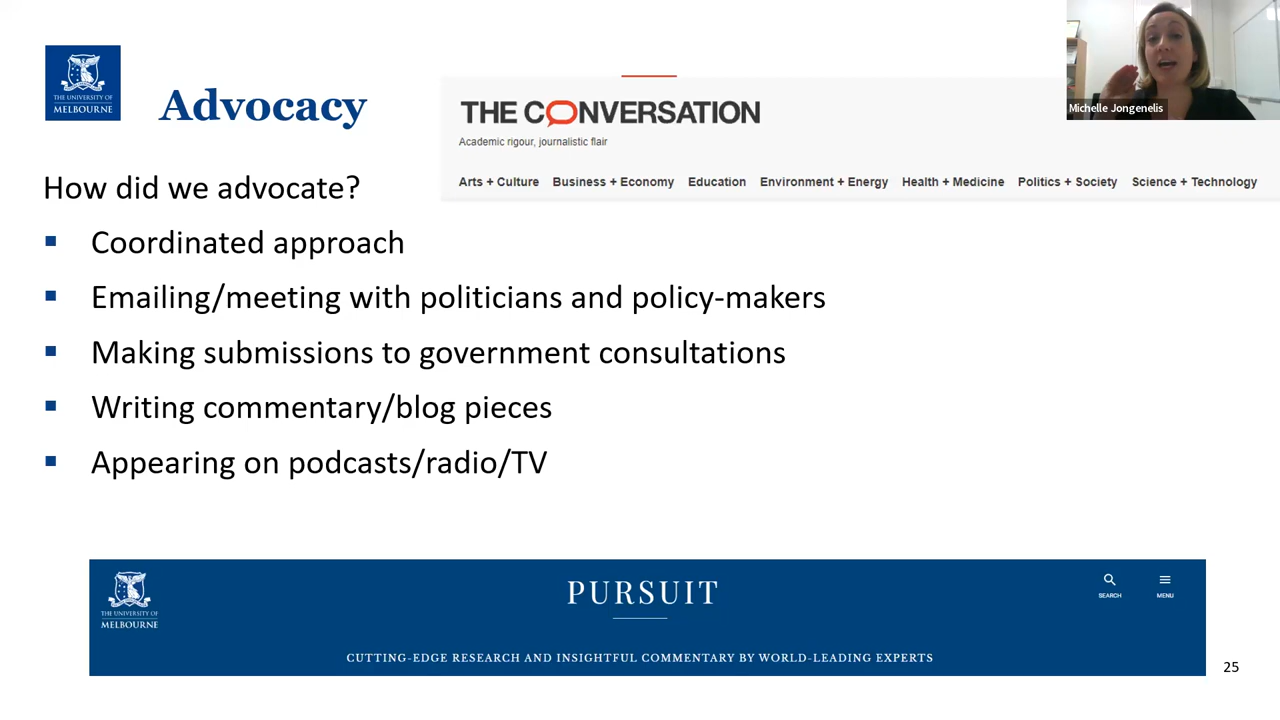 THE UNIVERSITY OF
MELBOURNE
Advocacy
THE CONVERSATION
Academic rigour, journalistic flair
Arts + Culture Business + Economy Education Environment + Energy Health + Medicine Politics + Society Science + Technology
Michelle Jongenelis
How did we advocate?
▪ Coordinated approach
▪ Emailing/meeting with politicians and policy-makers
▪ Making submissions to government consultations
▪ Writing commentary/blog pieces
▪ Appearing on podcasts/radio/TV
THE UNIVERSITY OF
MELBOURNE
PURSUIT
SEARCH MENU
CUTTING-EDGE RESEARCH AND INSIGHTFUL COMMENTARY BY WORLD-LEADING EXPERTS
25